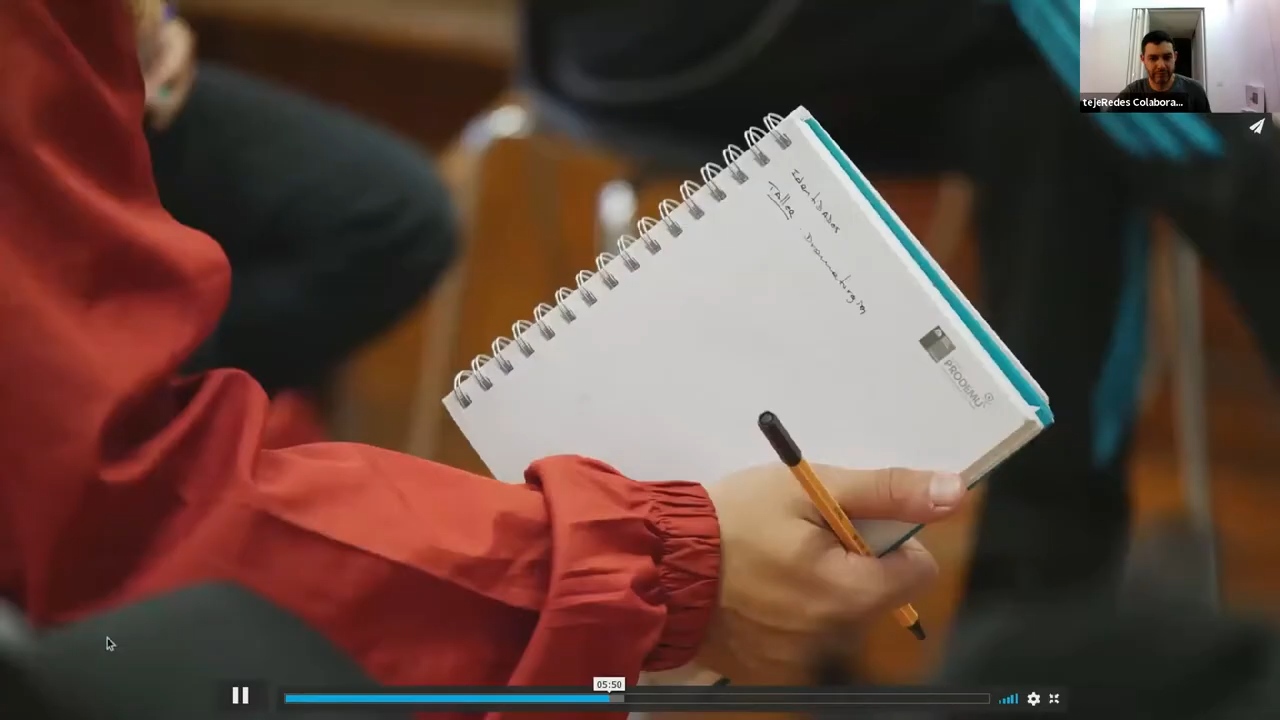 tejeRedes Colabora...
Identidades
Taller Dramaturgia
PRODEMU
05:50